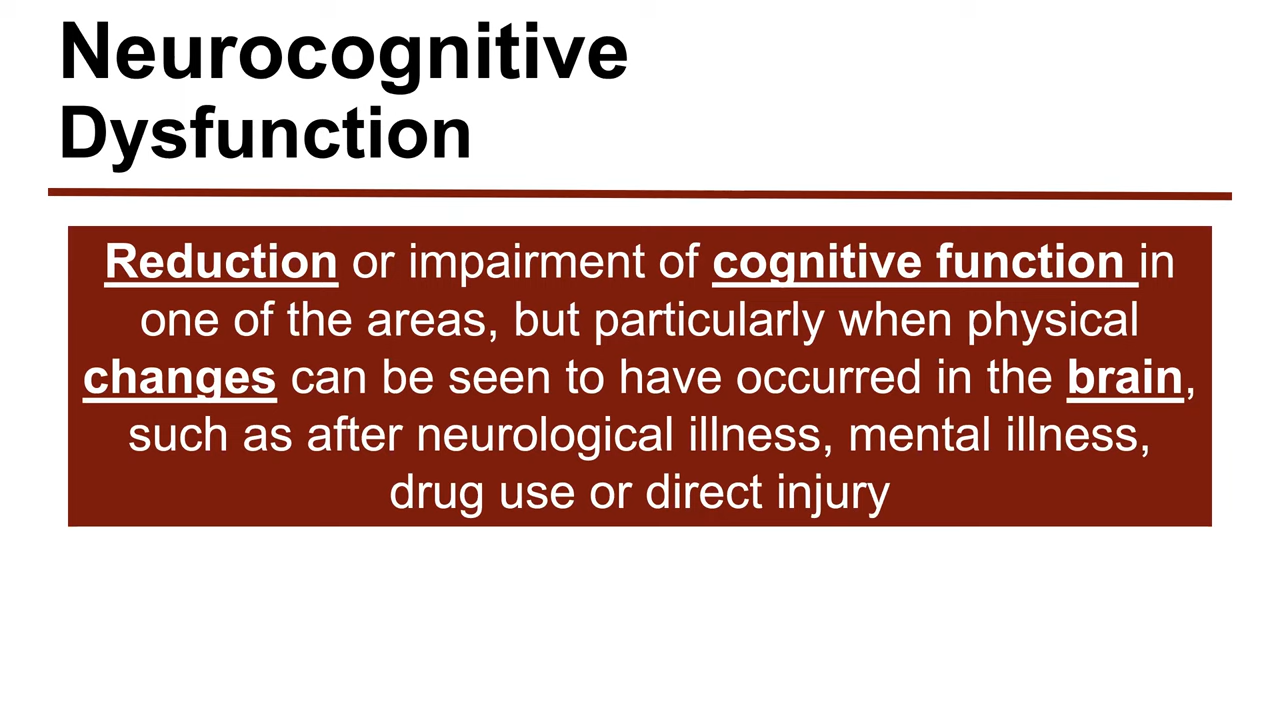 Neurocognitive
Dysfunction
Reduction or impairment of cognitive function in
one of the areas, but particularly when physical
changes can be seen to have occurred in the brain,
such as after neurological illness, mental illness,
drug use or direct injury